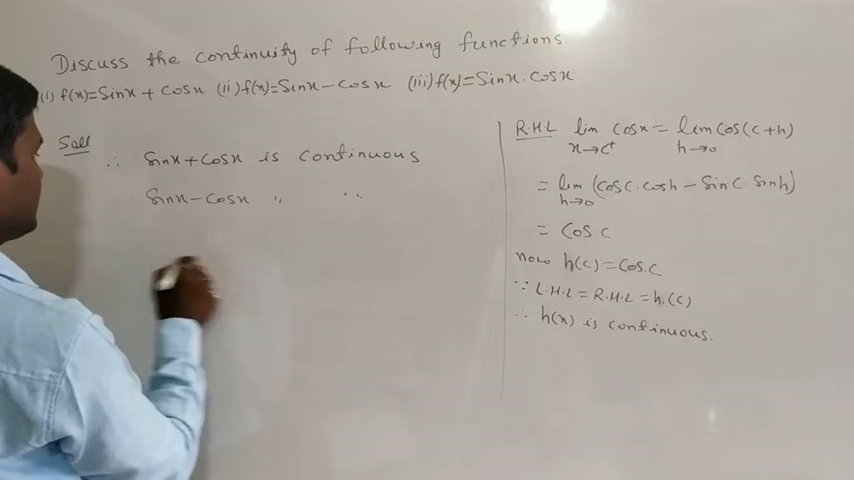 Discuss the continuity of following functions.
(i) f(x)=Sinx + Cosx (ii) f(x)=Sinx - Cosx (iii) f(x)=Sinx. Cosx
Soln
∴ Sinx+Cosx is continuous
Sinx-Cosx " "
R.H.L lim x→c⁺ Cosx = lim h→0 Cos(c+h)
= lim h→0 (Cosc. Cosh - Sinc. Sinh)
= Cos c
now h(c) = Cos.c
∵ L.H.L = R.H.L = h(c)
∴ h(x) is continuous.